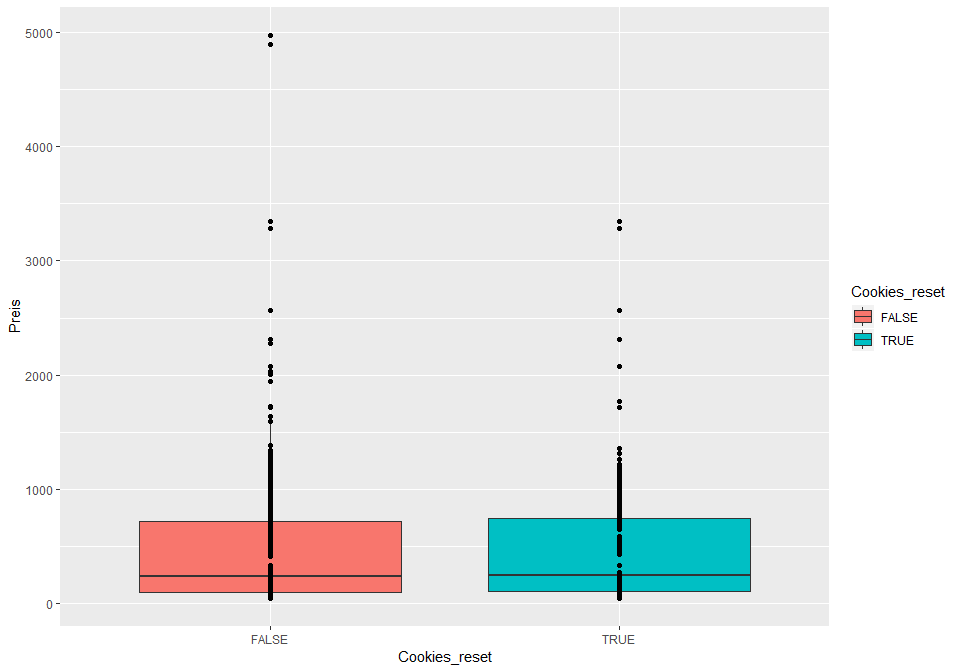 5000
4000
3000
2000
1000
0
Preis
FALSE
TRUE
Cookies_reset
Cookies_reset
FALSE
TRUE